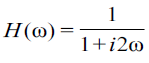 H(ω) = 1 / (1+i2ω)